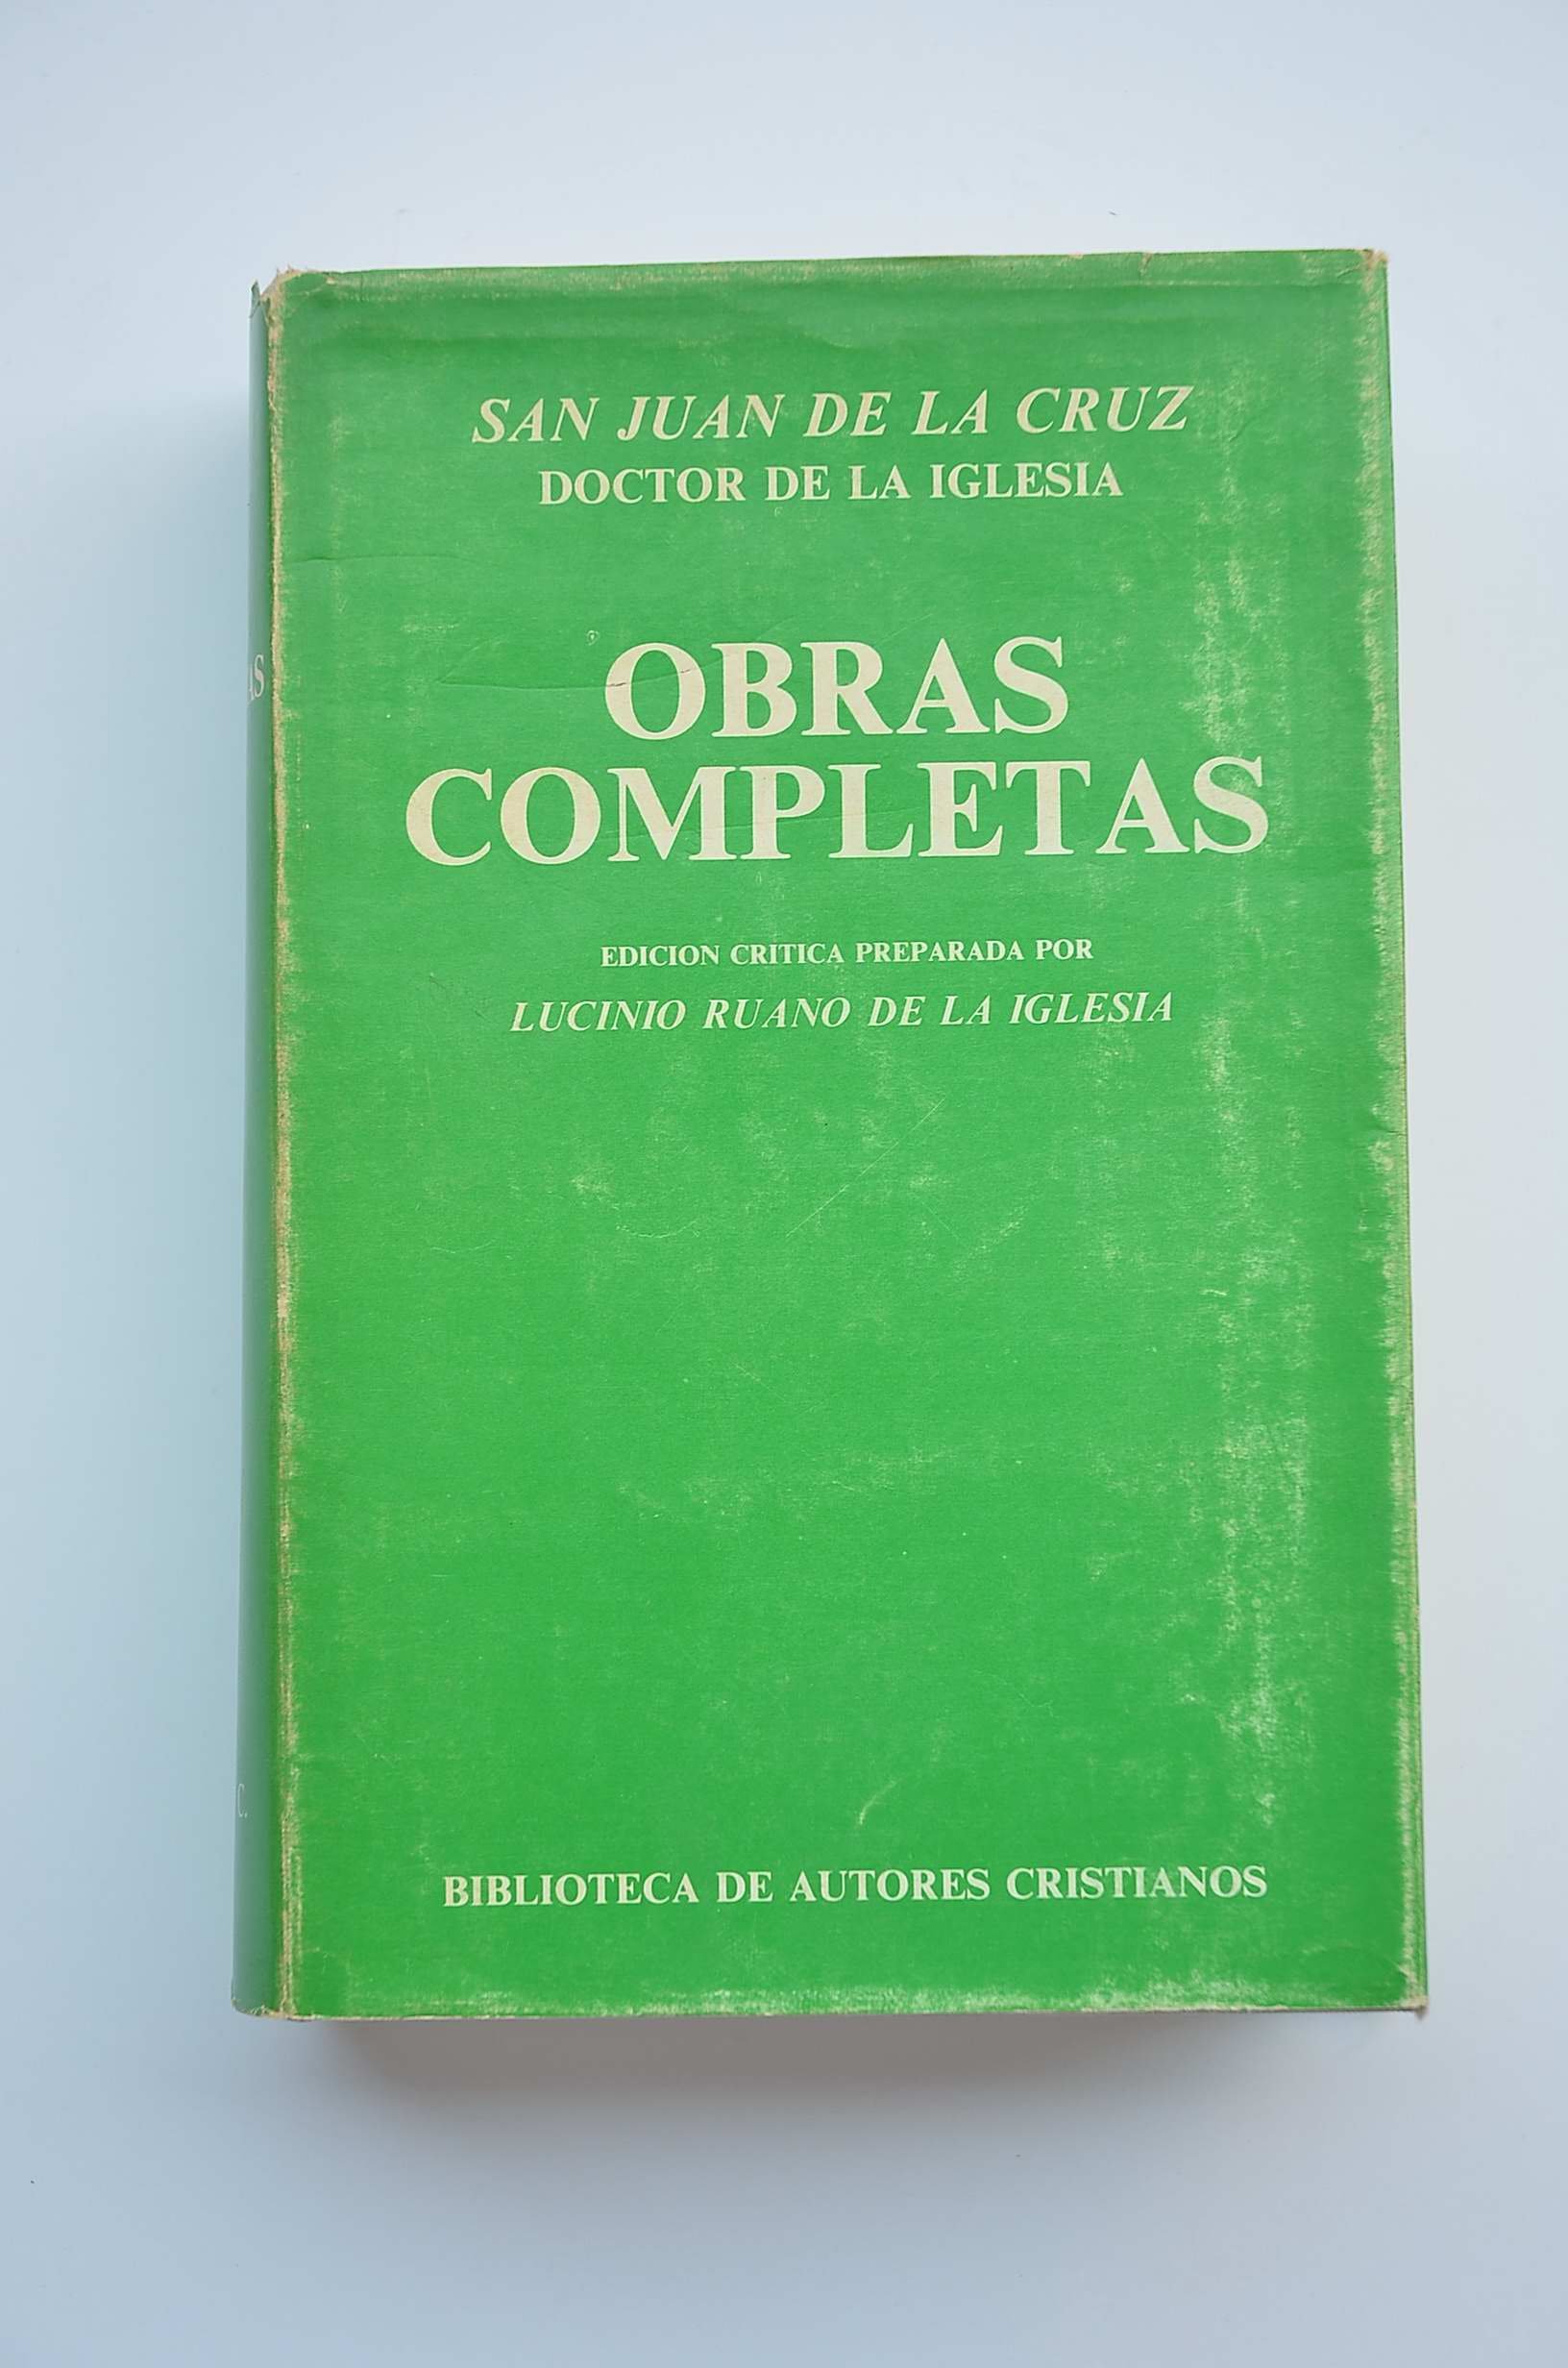 SAN JUAN DE LA CRUZ
DOCTOR DE LA IGLESIA
OBRAS
COMPLETAS
EDICION CRITICA PREPARADA POR
LUCINIO RUANO DE LA IGLESIA
BIBLIOTECA DE AUTORES CRISTIANOS